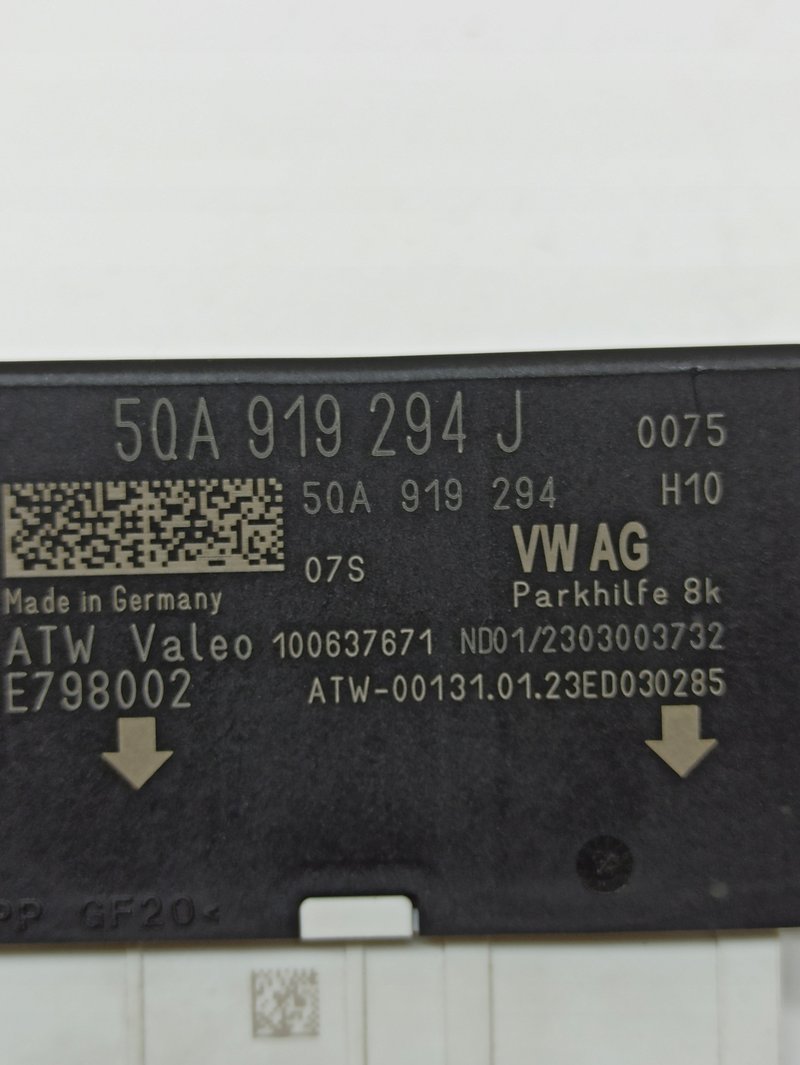 5QA 919 294 J 0075
5QA 919 294 H10
07S VW AG
Made in Germany Parkhilfe 8k
ATW Valeo 100637671 ND01/2303003732
E798002 ATW-00131.01.23ED030285
PP GF20<